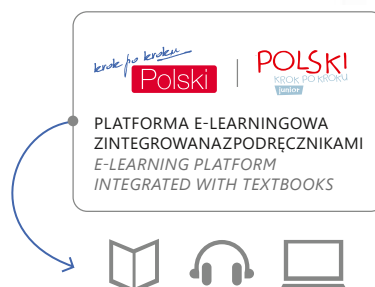 krok po kroku
Polski
POLSKI
KROK PO KROKU
junior
PLATFORMA E-LEARNINGOWA
ZINTEGROWANAZPODRĘCZNIKAMI
E-LEARNING PLATFORM
INTEGRATED WITH TEXTBOOKS